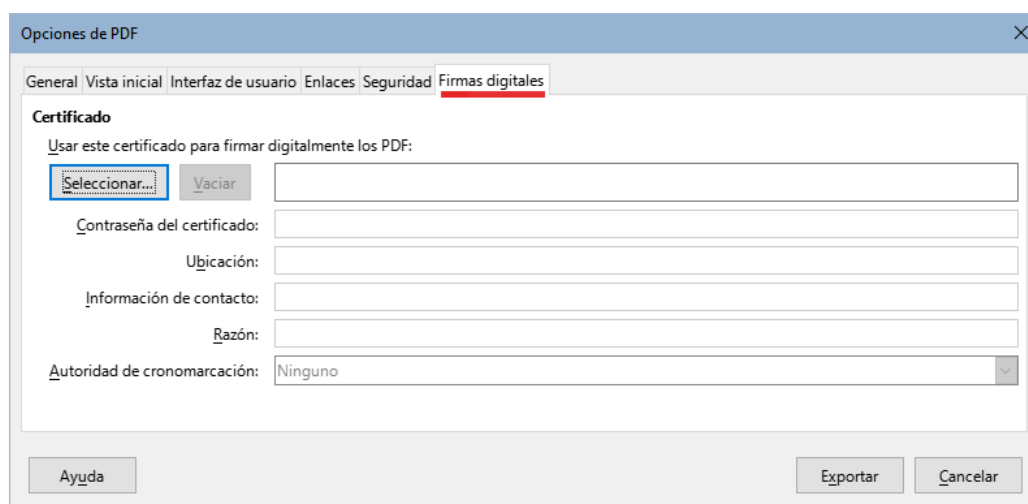 Opciones de PDF
General Vista inicial Interfaz de usuario Enlaces Seguridad Firmas digitales
Certificado
Usar este certificado para firmar digitalmente los PDF:
Seleccionar... Vaciar
Contraseña del certificado:
Ubicación:
Información de contacto:
Razón:
Autoridad de cronomarcación: Ninguno
Ayuda Exportar Cancelar